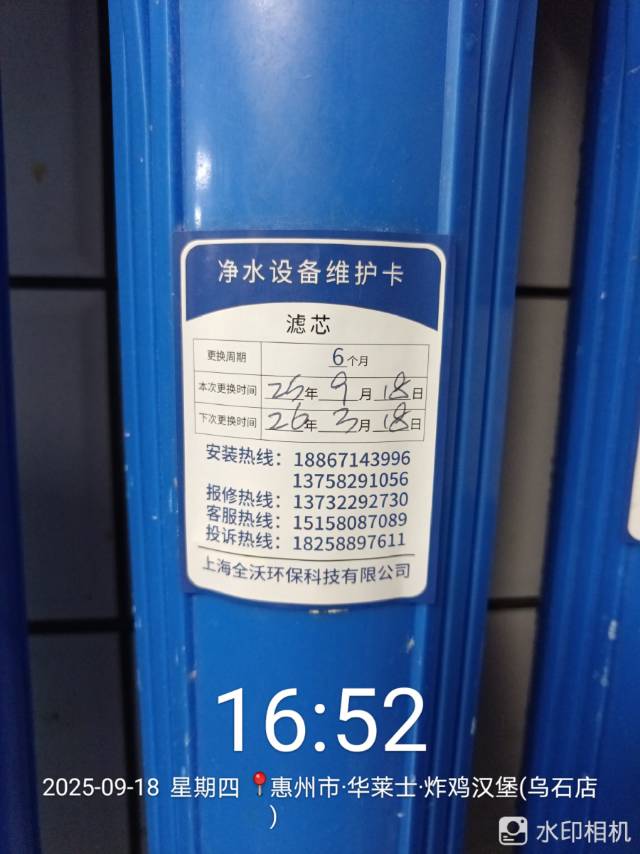 净水设备维护卡
滤芯
更换周期 6个月
本次更换时间 25年 9月 18日
下次更换时间 26年 3月 18日
安装热线：18867143996
13758291056
报修热线：13732292730
客服热线：15158087089
投诉热线：18258897611
上海全沃环保科技有限公司
16:52
2025-09-18 星期四 惠州市·华莱士·炸鸡汉堡(乌石店
)
水印相机